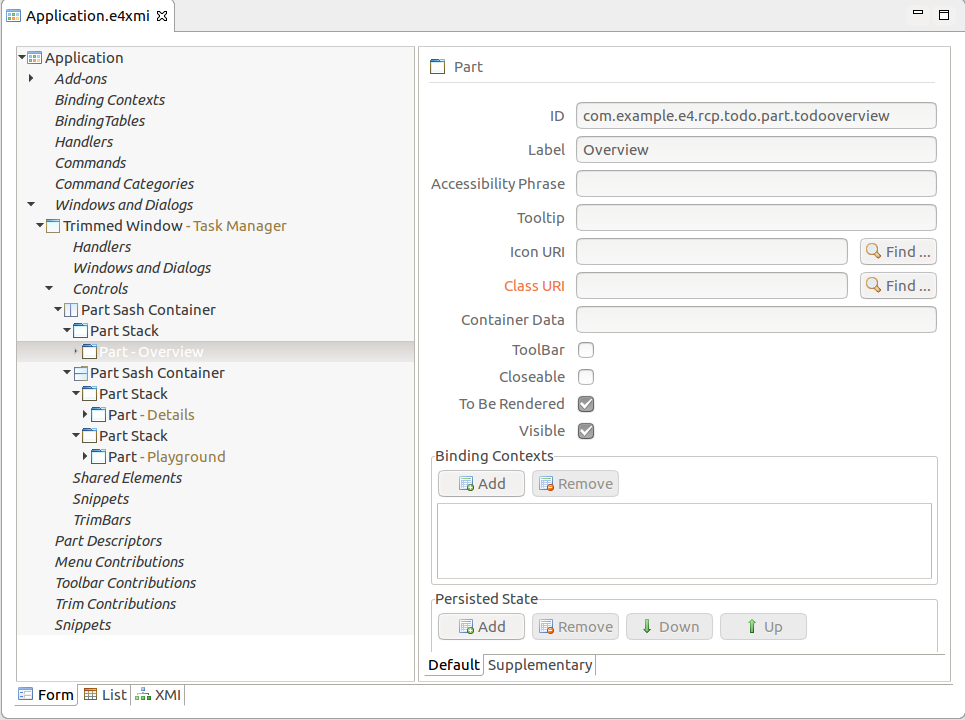 Application.e4xmi
Application
Add-ons
Binding Contexts
BindingTables
Handlers
Commands
Command Categories
Windows and Dialogs
Trimmed Window - Task Manager
Handlers
Windows and Dialogs
Controls
Part Sash Container
Part Stack
Part - Overview
Part Sash Container
Part Stack
Part - Details
Part Stack
Part - Playground
Shared Elements
Snippets
TrimBars
Part Descriptors
Menu Contributions
Toolbar Contributions
Trim Contributions
Snippets
Part
ID com.example.e4.rcp.todo.part.todooverview
Label Overview
Accessibility Phrase
Tooltip
Icon URI Find ...
Class URI Find ...
Container Data
ToolBar
Closeable
To Be Rendered
Visible
Binding Contexts
Add Remove
Persisted State
Add Remove Down Up
Default Supplementary
Form List XMI